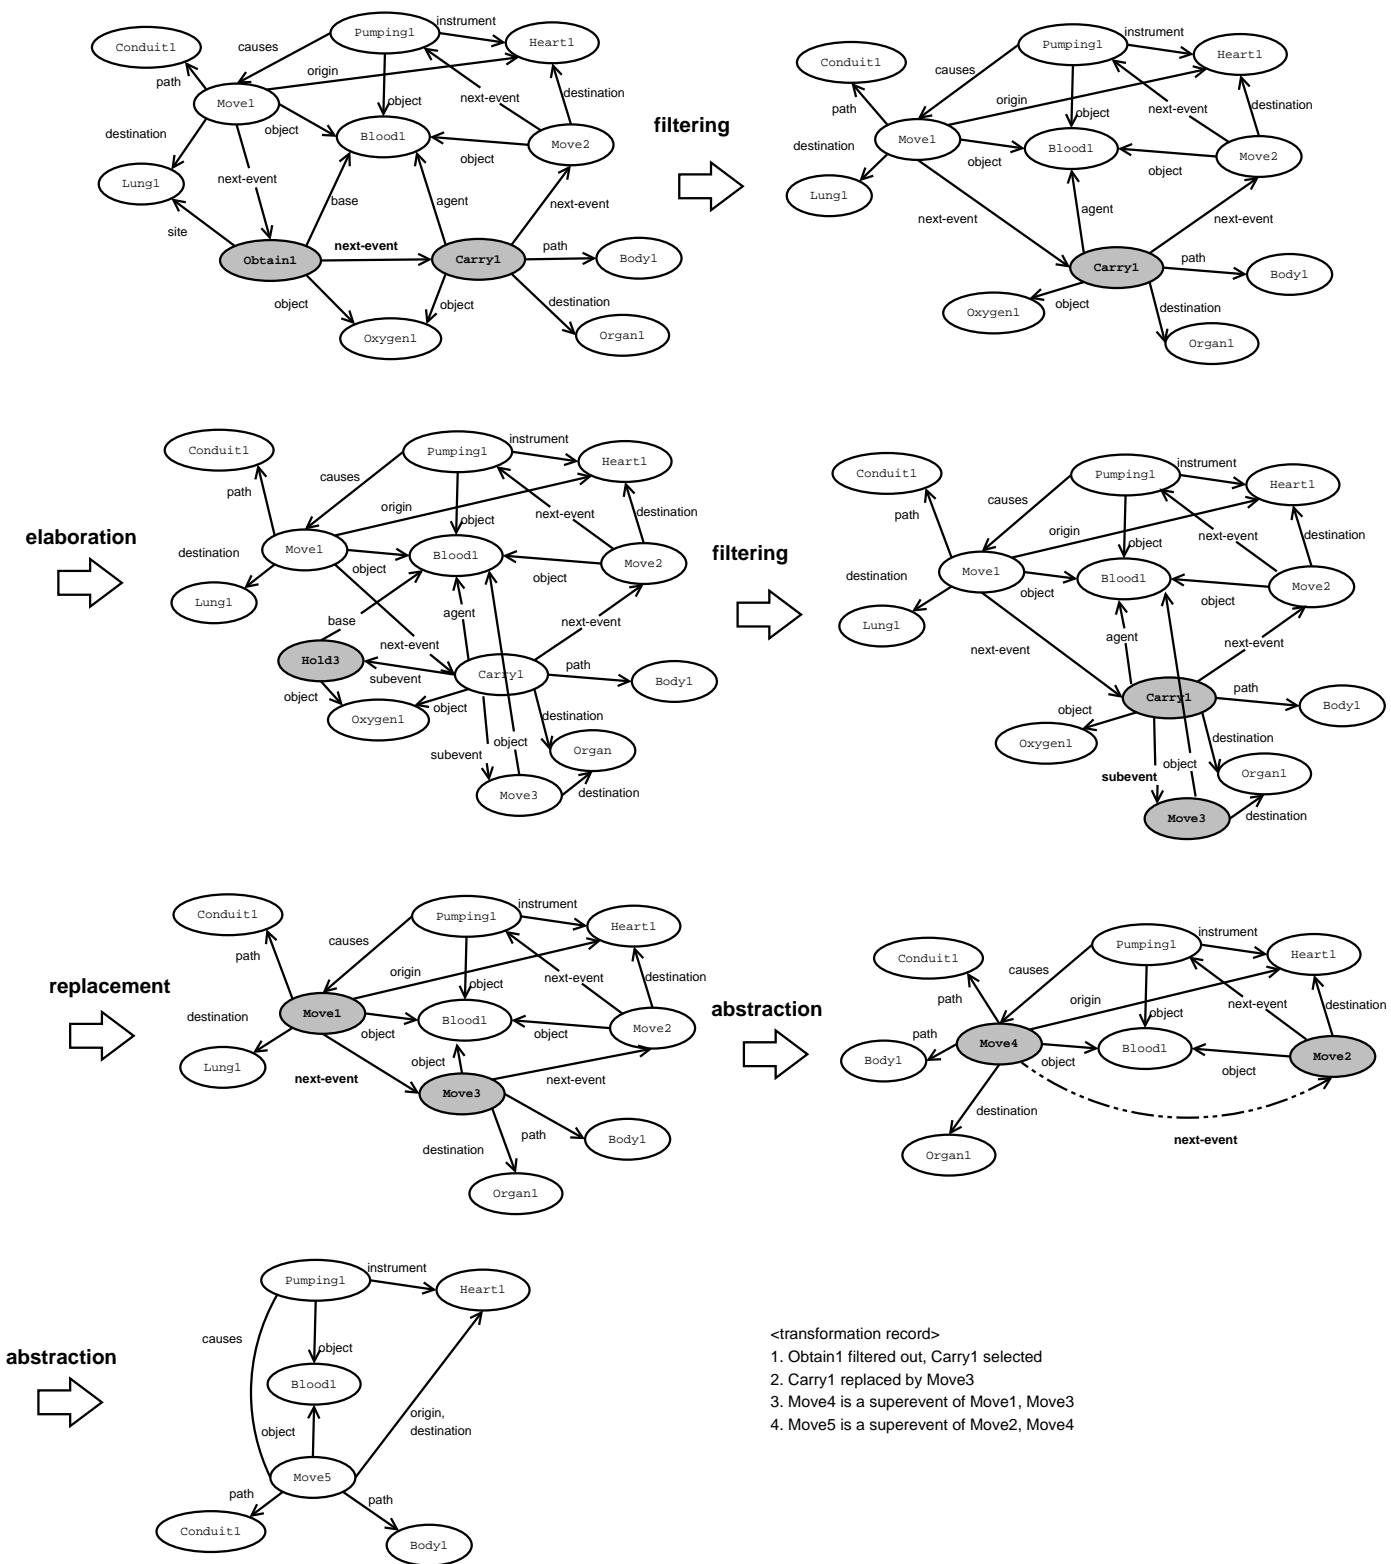 Pumping1
instrument
Conduit1
causes
Heart1
origin
path
Move1
object
next-event
destination
object
Blood1
destination
object
Move2
Lung1
next-event
base
agent
next-event
site
next-event
path
Obtain1
Carry1
Body1
object
object
destination
Oxygen1
Organ1
filtering
Pumping1
instrument
Conduit1
causes
Heart1
origin
path
object
next-event
destination
Move1
destination
object
Blood1
object
Move2
Lung1
agent
next-event
next-event
path
Carry1
Body1
object
destination
Oxygen1
Organ1
elaboration
Pumping1
instrument
Conduit1
causes
Heart1
path
origin
object
next-event
destination
Move1
destination
object
Blood1
object
Move2
Lung1
base
agent
next-event
next-event
Hold3
subevent
Carry1
path
Body1
object
object
Oxygen1
destination
object
subevent
Organ
Move3
destination
filtering
Pumping1
instrument
Conduit1
causes
Heart1
path
origin
object
next-event
destination
Move1
destination
object
Blood1
object
Move2
Lung1
agent
next-event
next-event
Carry1
path
Body1
object
Oxygen1
destination
object
subevent
Organ1
Move3
destination
replacement
Pumping1
instrument
Conduit1
causes
Heart1
path
origin
object
next-event
destination
Move1
destination
object
Blood1
object
Move2
Lung1
object
next-event
next-event
Move3
path
Body1
destination
Organ1
abstraction
Pumping1
instrument
Conduit1
causes
Heart1
path
origin
object
next-event
destination
path
Move4
Body1
object
Blood1
object
Move2
destination
next-event
Organ1
abstraction
Pumping1
instrument
Heart1
causes
object
Blood1
origin,
destination
object
Move5
path
path
Conduit1
Body1
<transformation record>
1. Obtain1 filtered out, Carry1 selected
2. Carry1 replaced by Move3
3. Move4 is a superevent of Move1, Move3
4. Move5 is a superevent of Move2, Move4